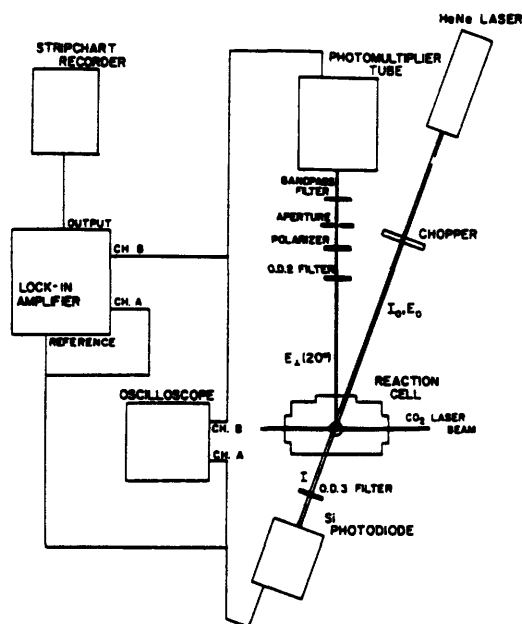 HeNe LASER
STRIPCHART
RECORDER
PHOTOMULTIPLIER
TUBE
BANDPASS
FILTER
APERTURE
POLARIZER
O.D.2 FILTER
CHOPPER
OUTPUT
CH. B
LOCK-IN
AMPLIFIER
CH. A
REFERENCE
I₀,E₀
E⊥(20°)
REACTION
CELL
OSCILLOSCOPE
CH. B
CO₂ LASER
BEAM
CH. A
I
O.D.3 FILTER
Si
PHOTODIODE